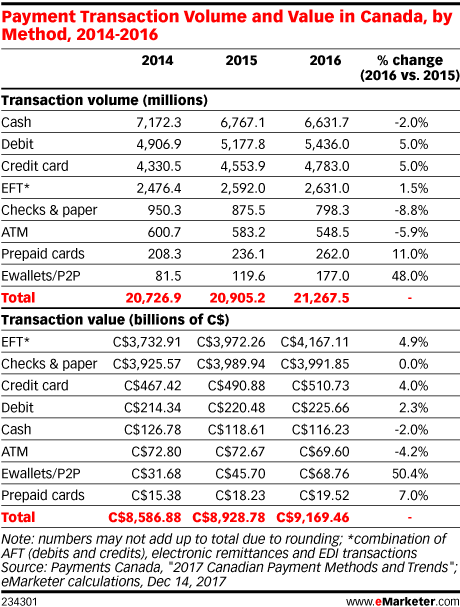 Payment Transaction Volume and Value in Canada, by
Method, 2014-2016
2014 2015 2016 % change
(2016 vs. 2015)
Transaction volume (millions)
Cash 7,172.3 6,767.1 6,631.7 -2.0%
Debit 4,906.9 5,177.8 5,436.0 5.0%
Credit card 4,330.5 4,553.9 4,783.0 5.0%
EFT* 2,476.4 2,592.0 2,631.0 1.5%
Checks & paper 950.3 875.5 798.3 -8.8%
ATM 600.7 583.2 548.5 -5.9%
Prepaid cards 208.3 236.1 262.0 11.0%
Ewallets/P2P 81.5 119.6 177.0 48.0%
Total 20,726.9 20,905.2 21,267.5 -
Transaction value (billions of C$)
EFT* C$3,732.91 C$3,972.26 C$4,167.11 4.9%
Checks & paper C$3,925.57 C$3,989.94 C$3,991.85 0.0%
Credit card C$467.42 C$490.88 C$510.73 4.0%
Debit C$214.34 C$220.48 C$225.66 2.3%
Cash C$126.78 C$118.61 C$116.23 -2.0%
ATM C$72.80 C$72.67 C$69.60 -4.2%
Ewallets/P2P C$31.68 C$45.70 C$68.76 50.4%
Prepaid cards C$15.38 C$18.23 C$19.52 7.0%
Total C$8,586.88 C$8,928.78 C$9,169.46 -
Note: numbers may not add up to total due to rounding; *combination of
AFT (debits and credits), electronic remittances and EDI transactions
Source: Payments Canada, "2017 Canadian Payment Methods and Trends";
eMarketer calculations, Dec 14, 2017
234301 www.eMarketer.com